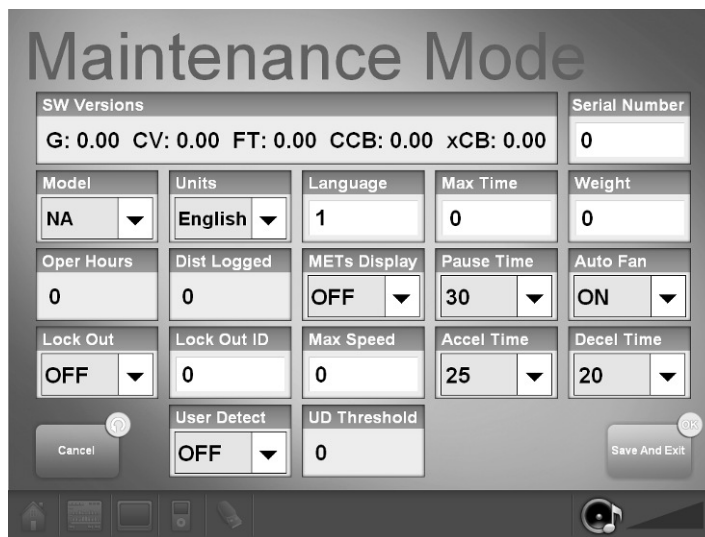 Maintenance Mode
SW Versions Serial Number
G: 0.00 CV: 0.00 FT: 0.00 CCB: 0.00 xCB: 0.00 0
Model Units Language Max Time Weight
NA English 1 0 0
Oper Hours Dist Logged METs Display Pause Time Auto Fan
0 0 OFF 30 ON
Lock Out Lock Out ID Max Speed Accel Time Decel Time
OFF 0 0 25 20
User Detect UD Threshold OK
Cancel OFF 0 Save And Exit